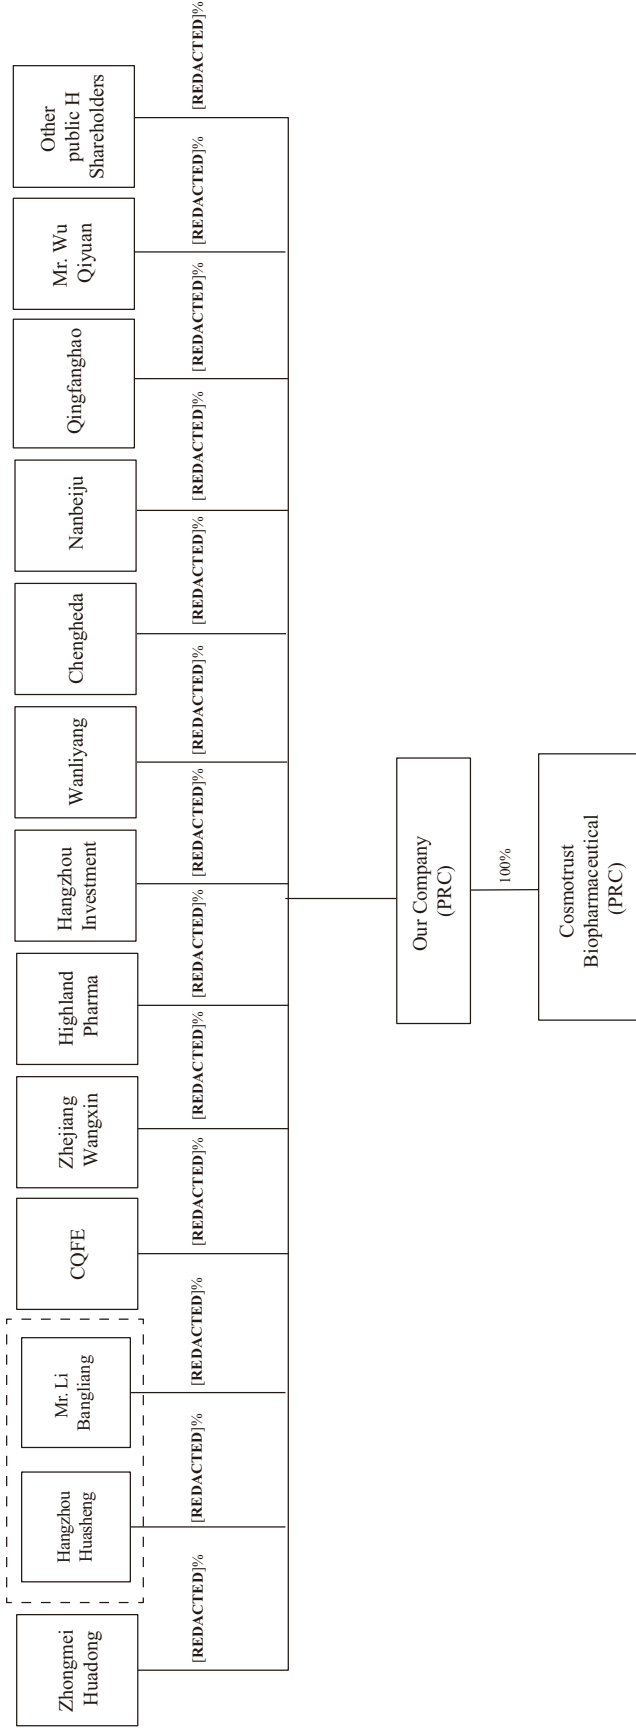 Zhongmei
Huadong
Hangzhou
Huasheng
Mr. Li
Bangliang
CQFE
Zhejiang
Wangxin
Highland
Pharma
Hangzhou
Investment
Wanliyang
Chengheda
Nanbeiju
Qingfanghao
Mr. Wu
Qiyuan
Other
public H
Shareholders
[REDACTED]%
[REDACTED]%
[REDACTED]%
[REDACTED]%
[REDACTED]%
[REDACTED]%
[REDACTED]%
[REDACTED]%
[REDACTED]%
[REDACTED]%
[REDACTED]%
[REDACTED]%
[REDACTED]%
Our Company
(PRC)
100%
Cosmotrust
Biopharmaceutical
(PRC)